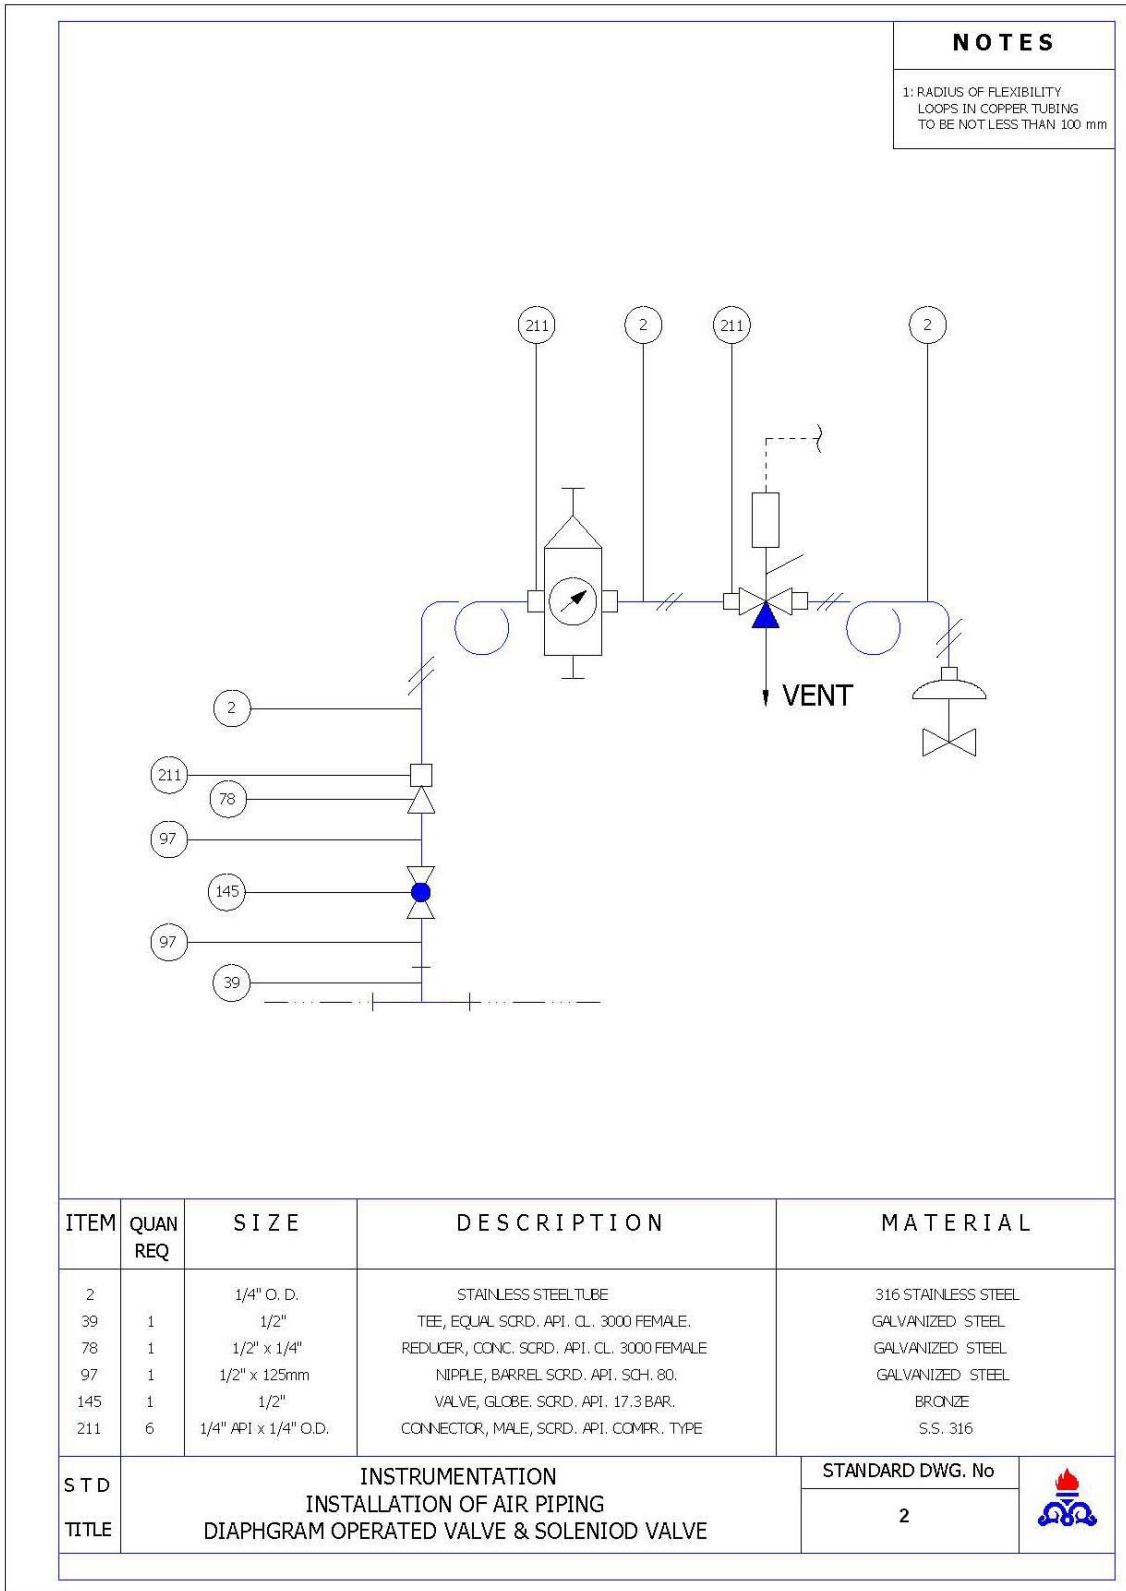 NOTES
1: RADIUS OF FLEXIBILITY
LOOPS IN COPPER TUBING
TO BE NOT LESS THAN 100 mm
211
2
211
2
VENT
2
211
78
97
145
97
39
ITEM QUAN REQ SIZE DESCRIPTION MATERIAL
2 1/4" O. D. STAINLESS STEEL TUBE 316 STAINLESS STEEL
39 1 1/2" TEE, EQUAL SCRD. API. CL. 3000 FEMALE. GALVANIZED STEEL
78 1 1/2" x 1/4" REDUCER, CONC. SCRD. API. CL. 3000 FEMALE GALVANIZED STEEL
97 1 1/2" x 125mm NIPPLE, BARREL SCRD. API. SCH. 80. GALVANIZED STEEL
145 1 1/2" VALVE, GLOBE. SCRD. API. 17.3 BAR. BRONZE
211 6 1/4" API x 1/4" O.D. CONNECTOR, MALE, SCRD. API. COMPR. TYPE S.S. 316
STD
TITLE
INSTRUMENTATION
INSTALLATION OF AIR PIPING
DIAPHGRAM OPERATED VALVE & SOLENIOD VALVE
STANDARD DWG. No
2